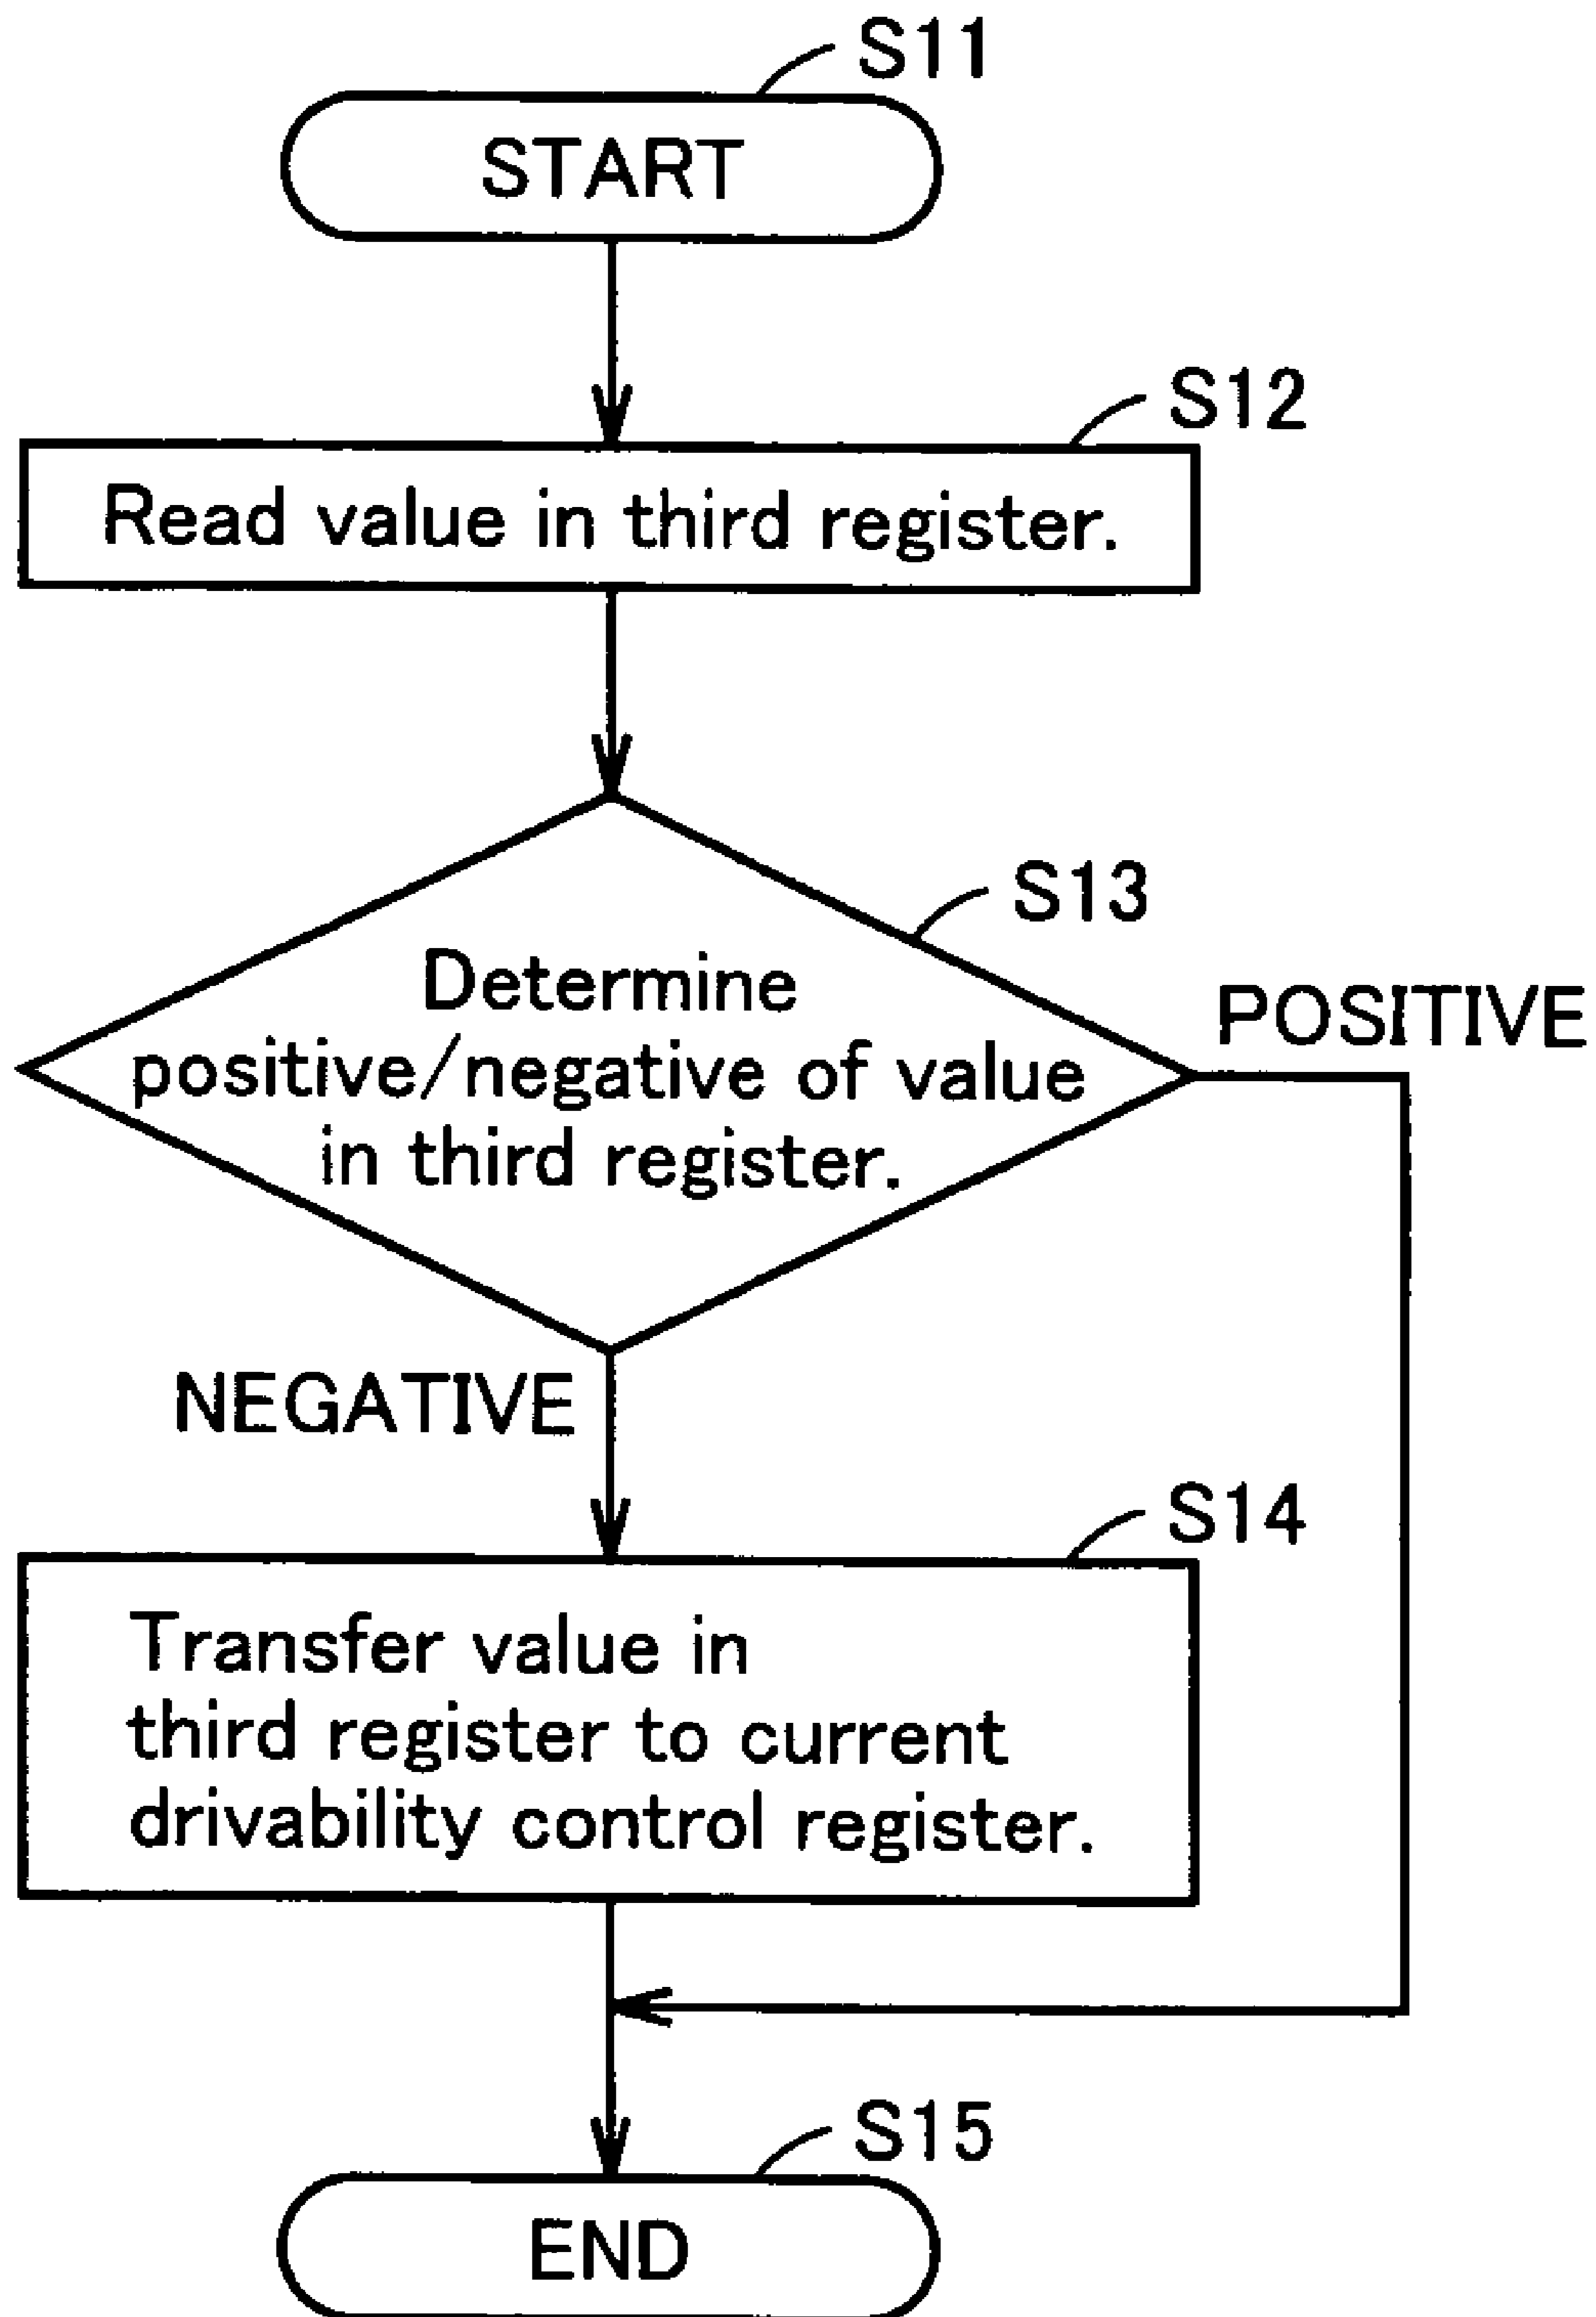 S11
START
S12
Read value in third register.
S13
Determine
positive/negative of value
in third register.
POSITIVE
NEGATIVE
S14
Transfer value in
third register to current
drivability control register.
S15
END